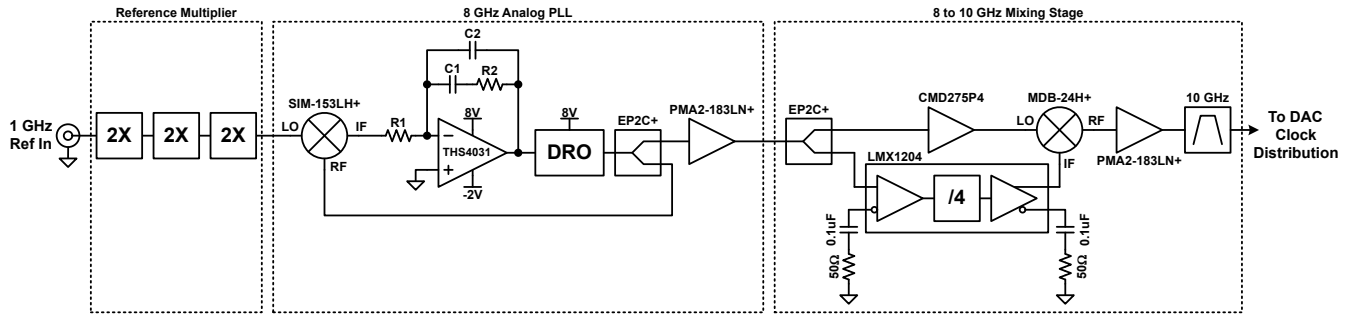 Reference Multiplier
8 GHz Analog PLL
8 to 10 GHz Mixing Stage
1 GHz
Ref In
2X
2X
2X
SIM-153LH+
LO
IF
RF
R1
C2
C1
R2
8V
THS4031
-2V
8V
DRO
EP2C+
PMA2-183LN+
EP2C+
CMD275P4
LMX1204
/4
0.1uF
50Ω
0.1uF
50Ω
MDB-24H+
LO
RF
IF
PMA2-183LN+
10 GHz
To DAC
Clock
Distribution